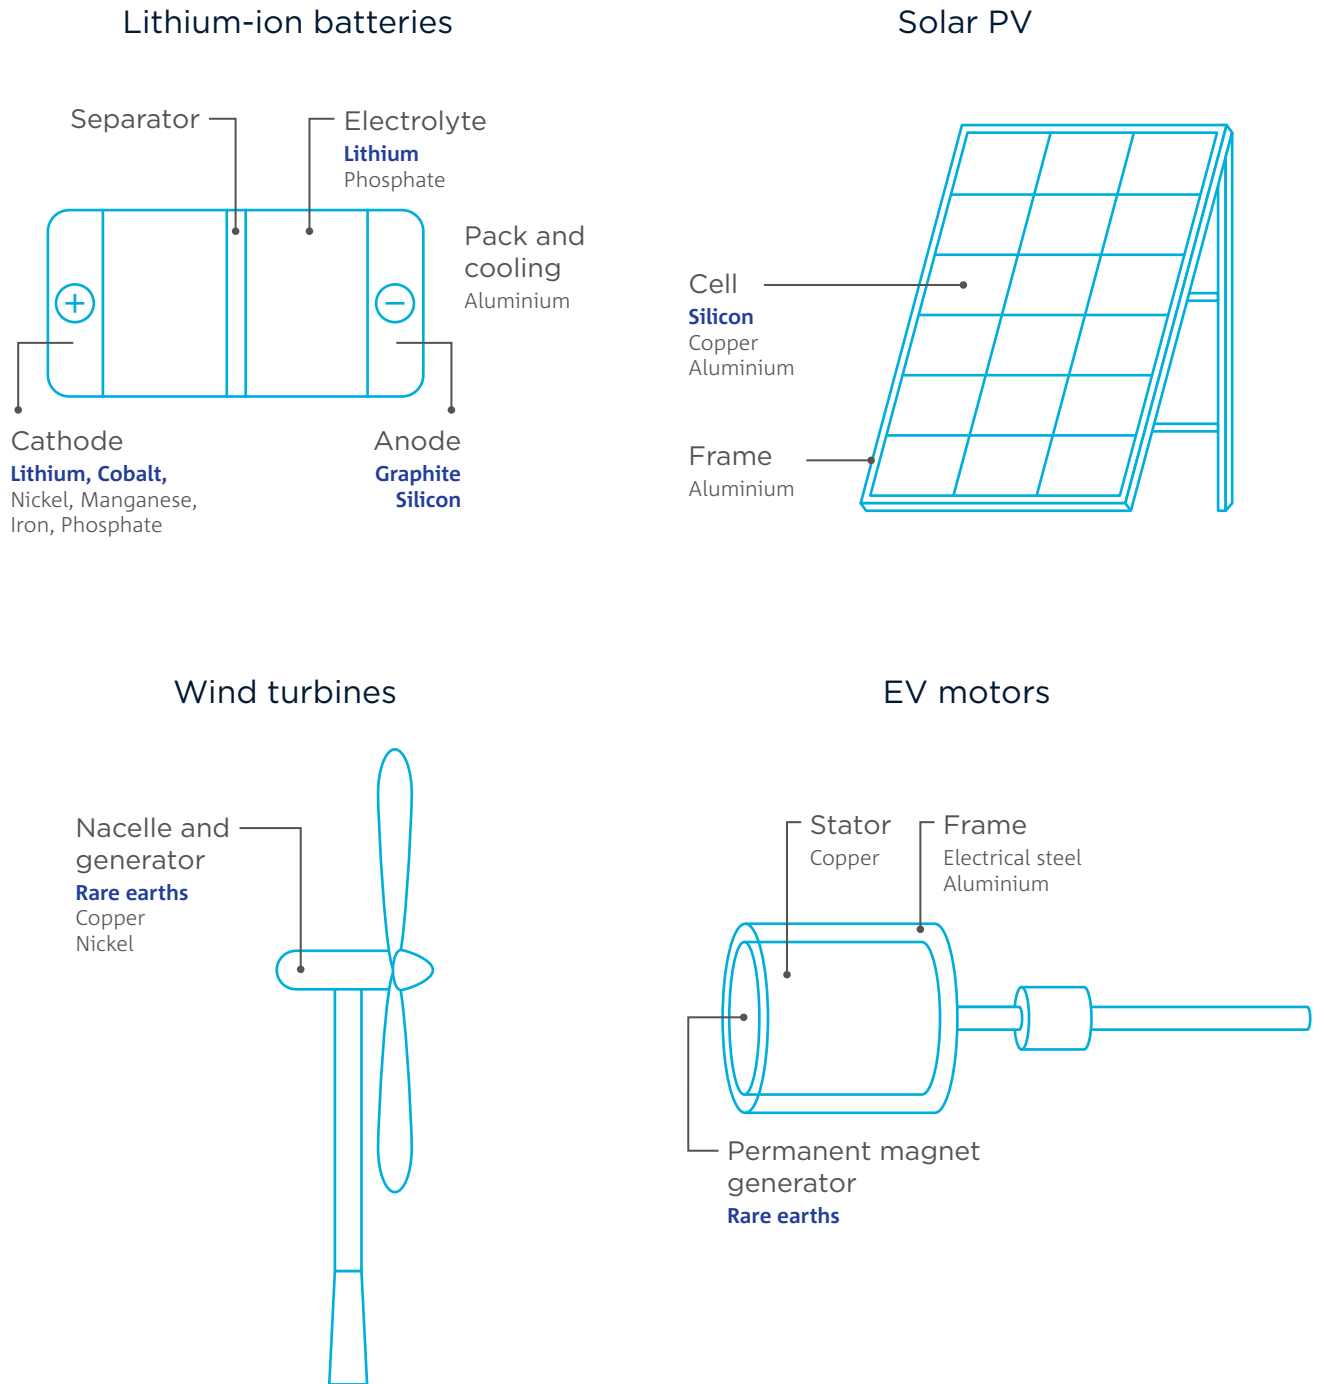 Lithium-ion batteries
Separator
Electrolyte
Lithium
Phosphate
Pack and
cooling
Aluminium
+
−
Cathode
Lithium, Cobalt,
Nickel, Manganese,
Iron, Phosphate
Anode
Graphite
Silicon
Solar PV
Cell
Silicon
Copper
Aluminium
Frame
Aluminium
Wind turbines
Nacelle and
generator
Rare earths
Copper
Nickel
EV motors
Stator
Copper
Frame
Electrical steel
Aluminium
Permanent magnet
generator
Rare earths